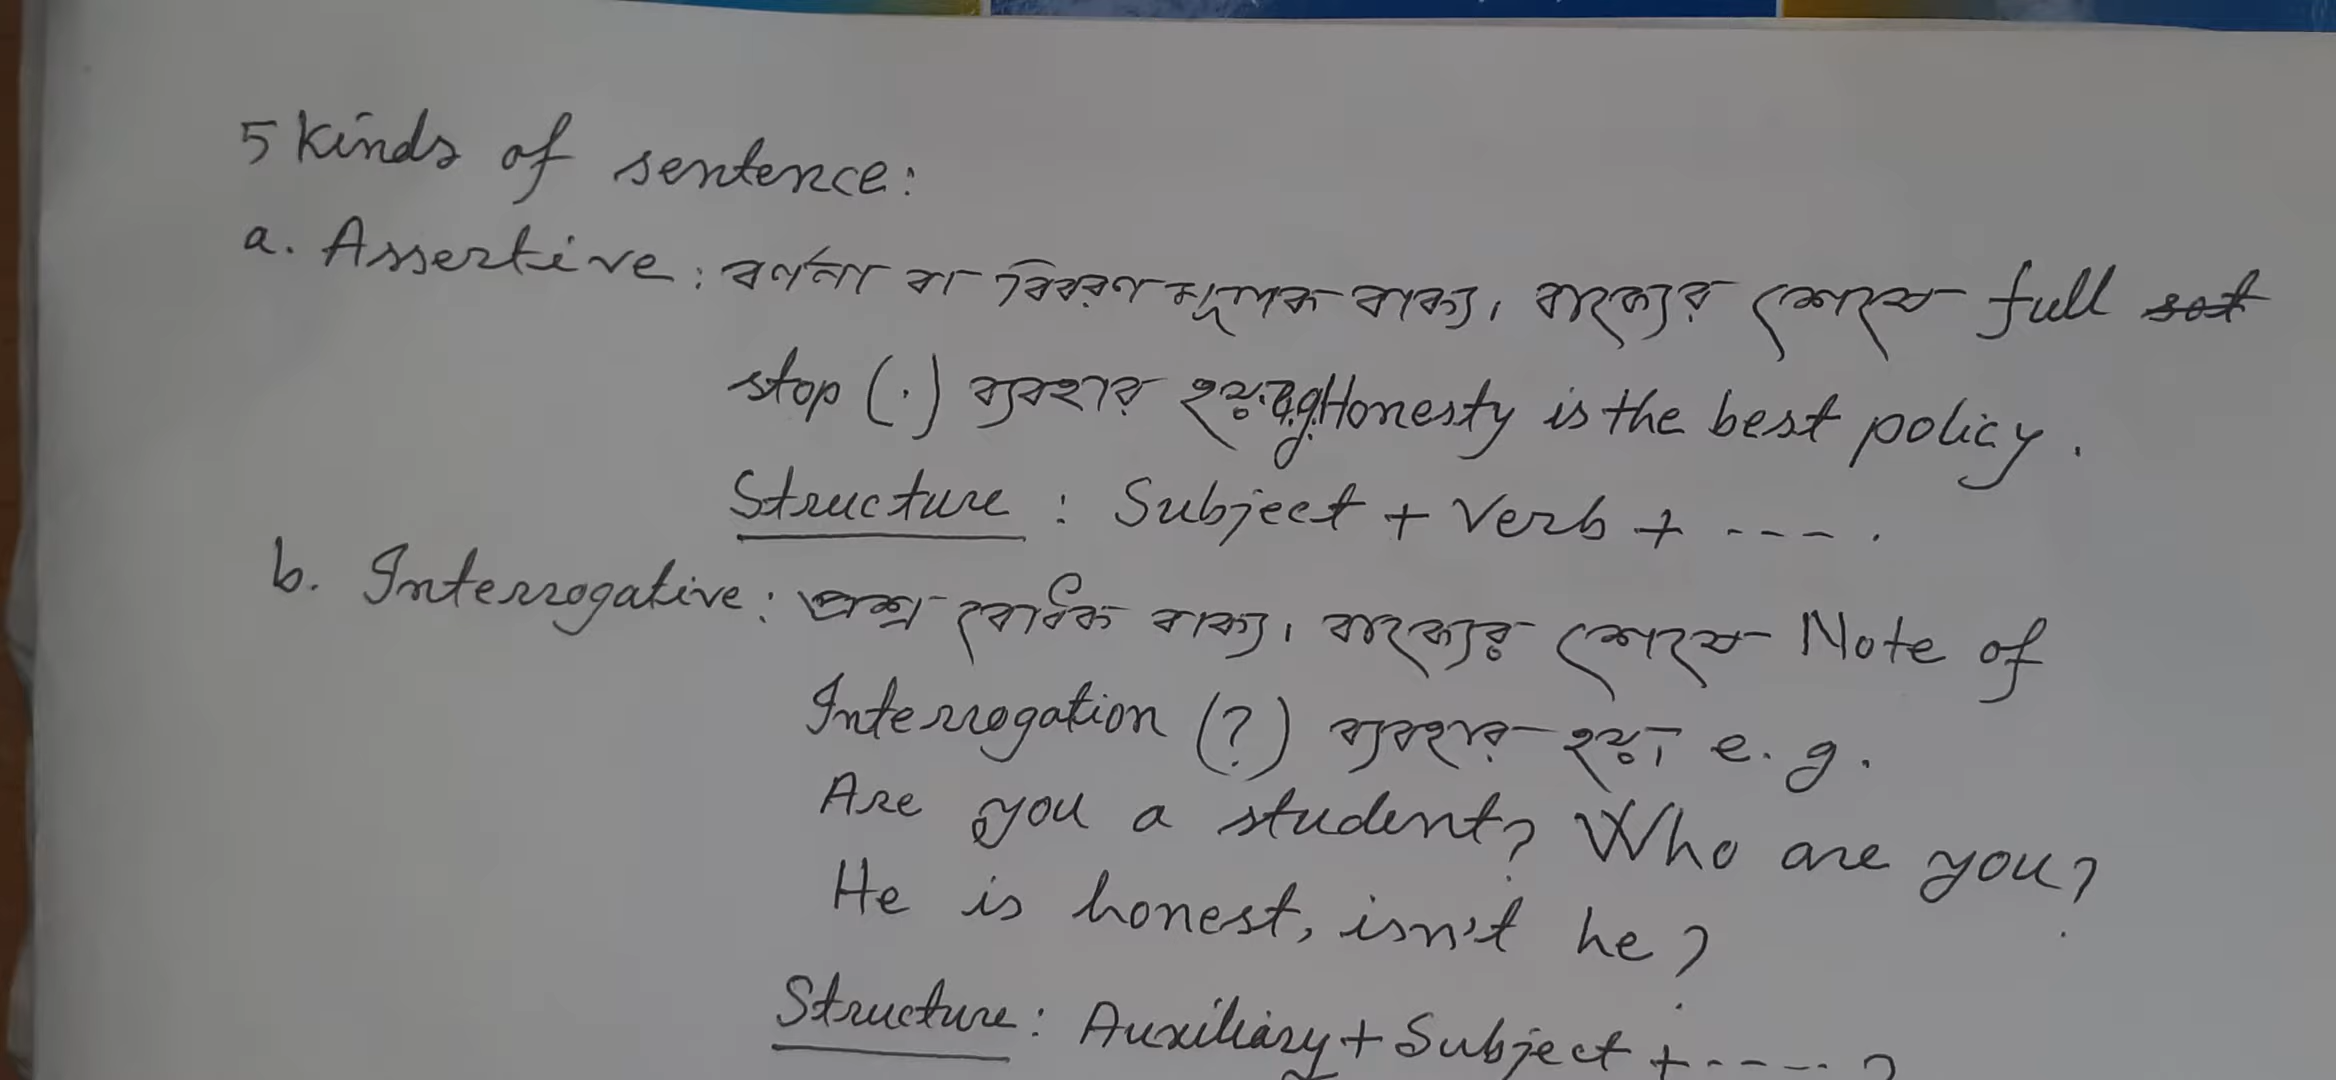 5 Kinds of sentence:
a. Assertive: বর্ণনা বা বিবরণ মূলক বাক্য। বাক্যের শেষে full
stop (.) ব্যবহার হয়। e.g. Honesty is the best policy.
Structure : Subject + Verb + ---- .
b. Interrogative: প্রশ্ন বোধক বাক্য। বাক্যের শেষে Note of
Interrogation (?) ব্যবহার হয়। e.g.
Are you a student? Who are you?
He is honest, isn't he?
Structure: Auxiliary + Subject + ----- ?